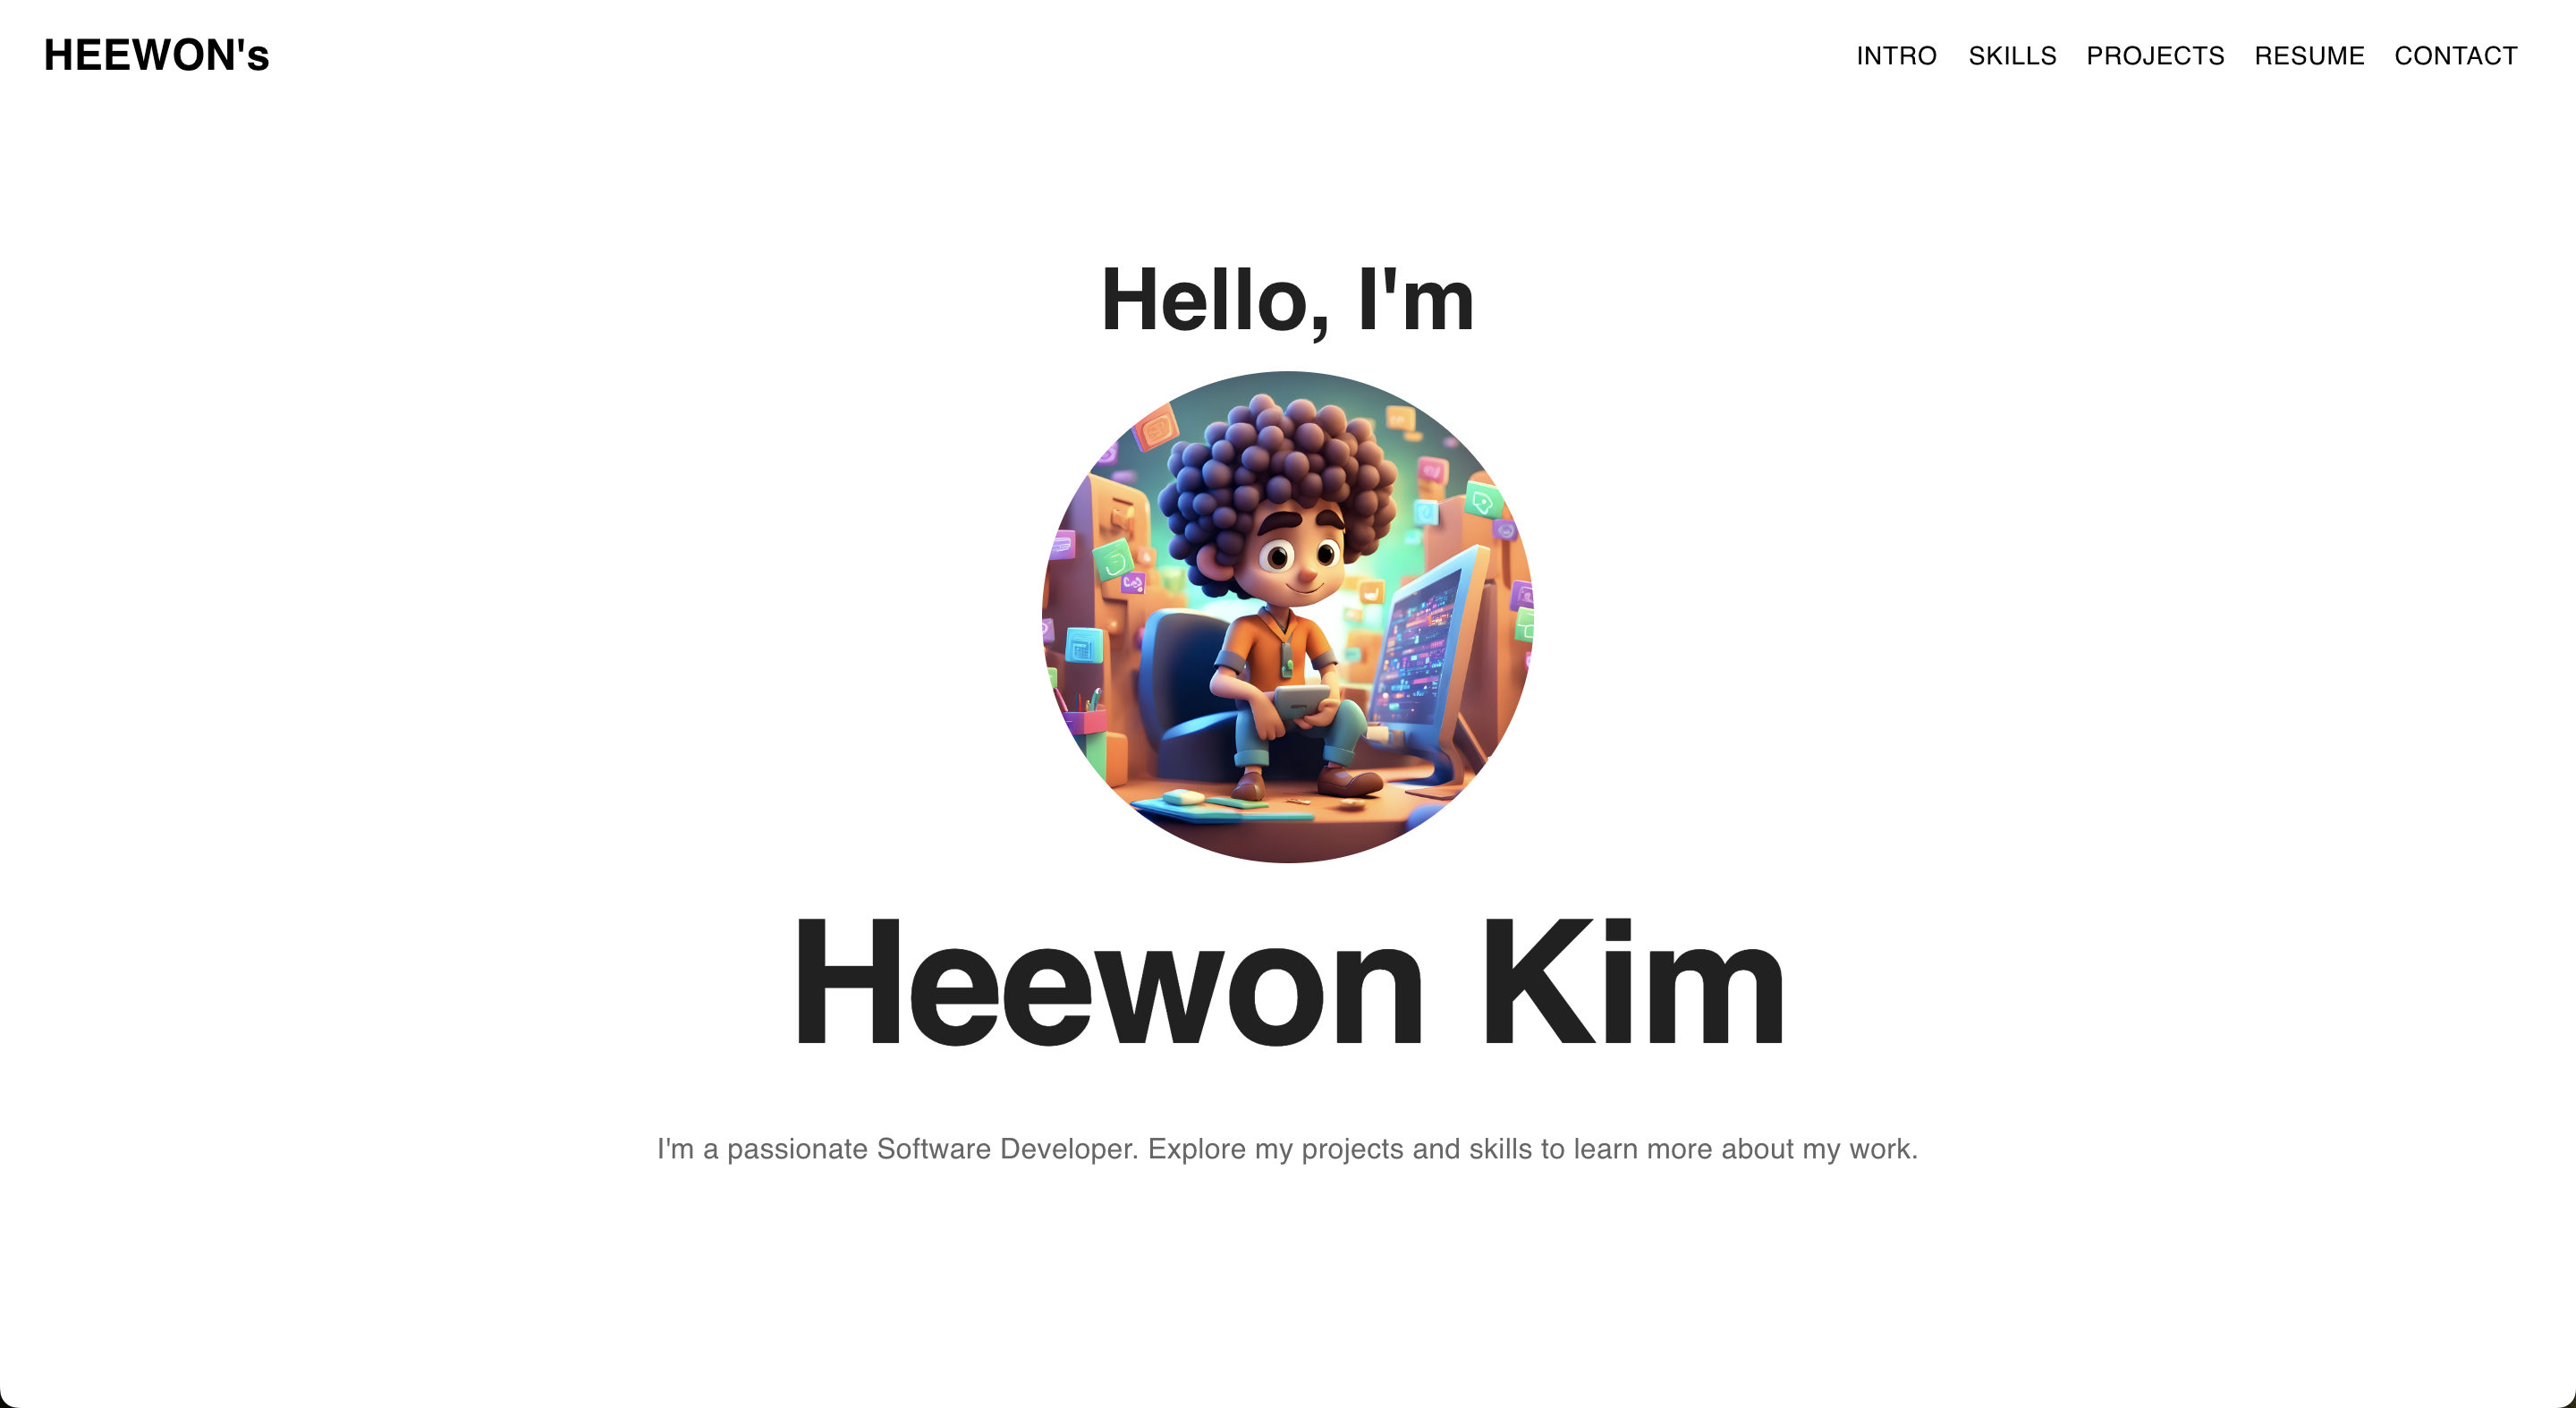 HEEWON's
INTRO SKILLS PROJECTS RESUME CONTACT
Hello, I'm
Heewon Kim
I'm a passionate Software Developer. Explore my projects and skills to learn more about my work.